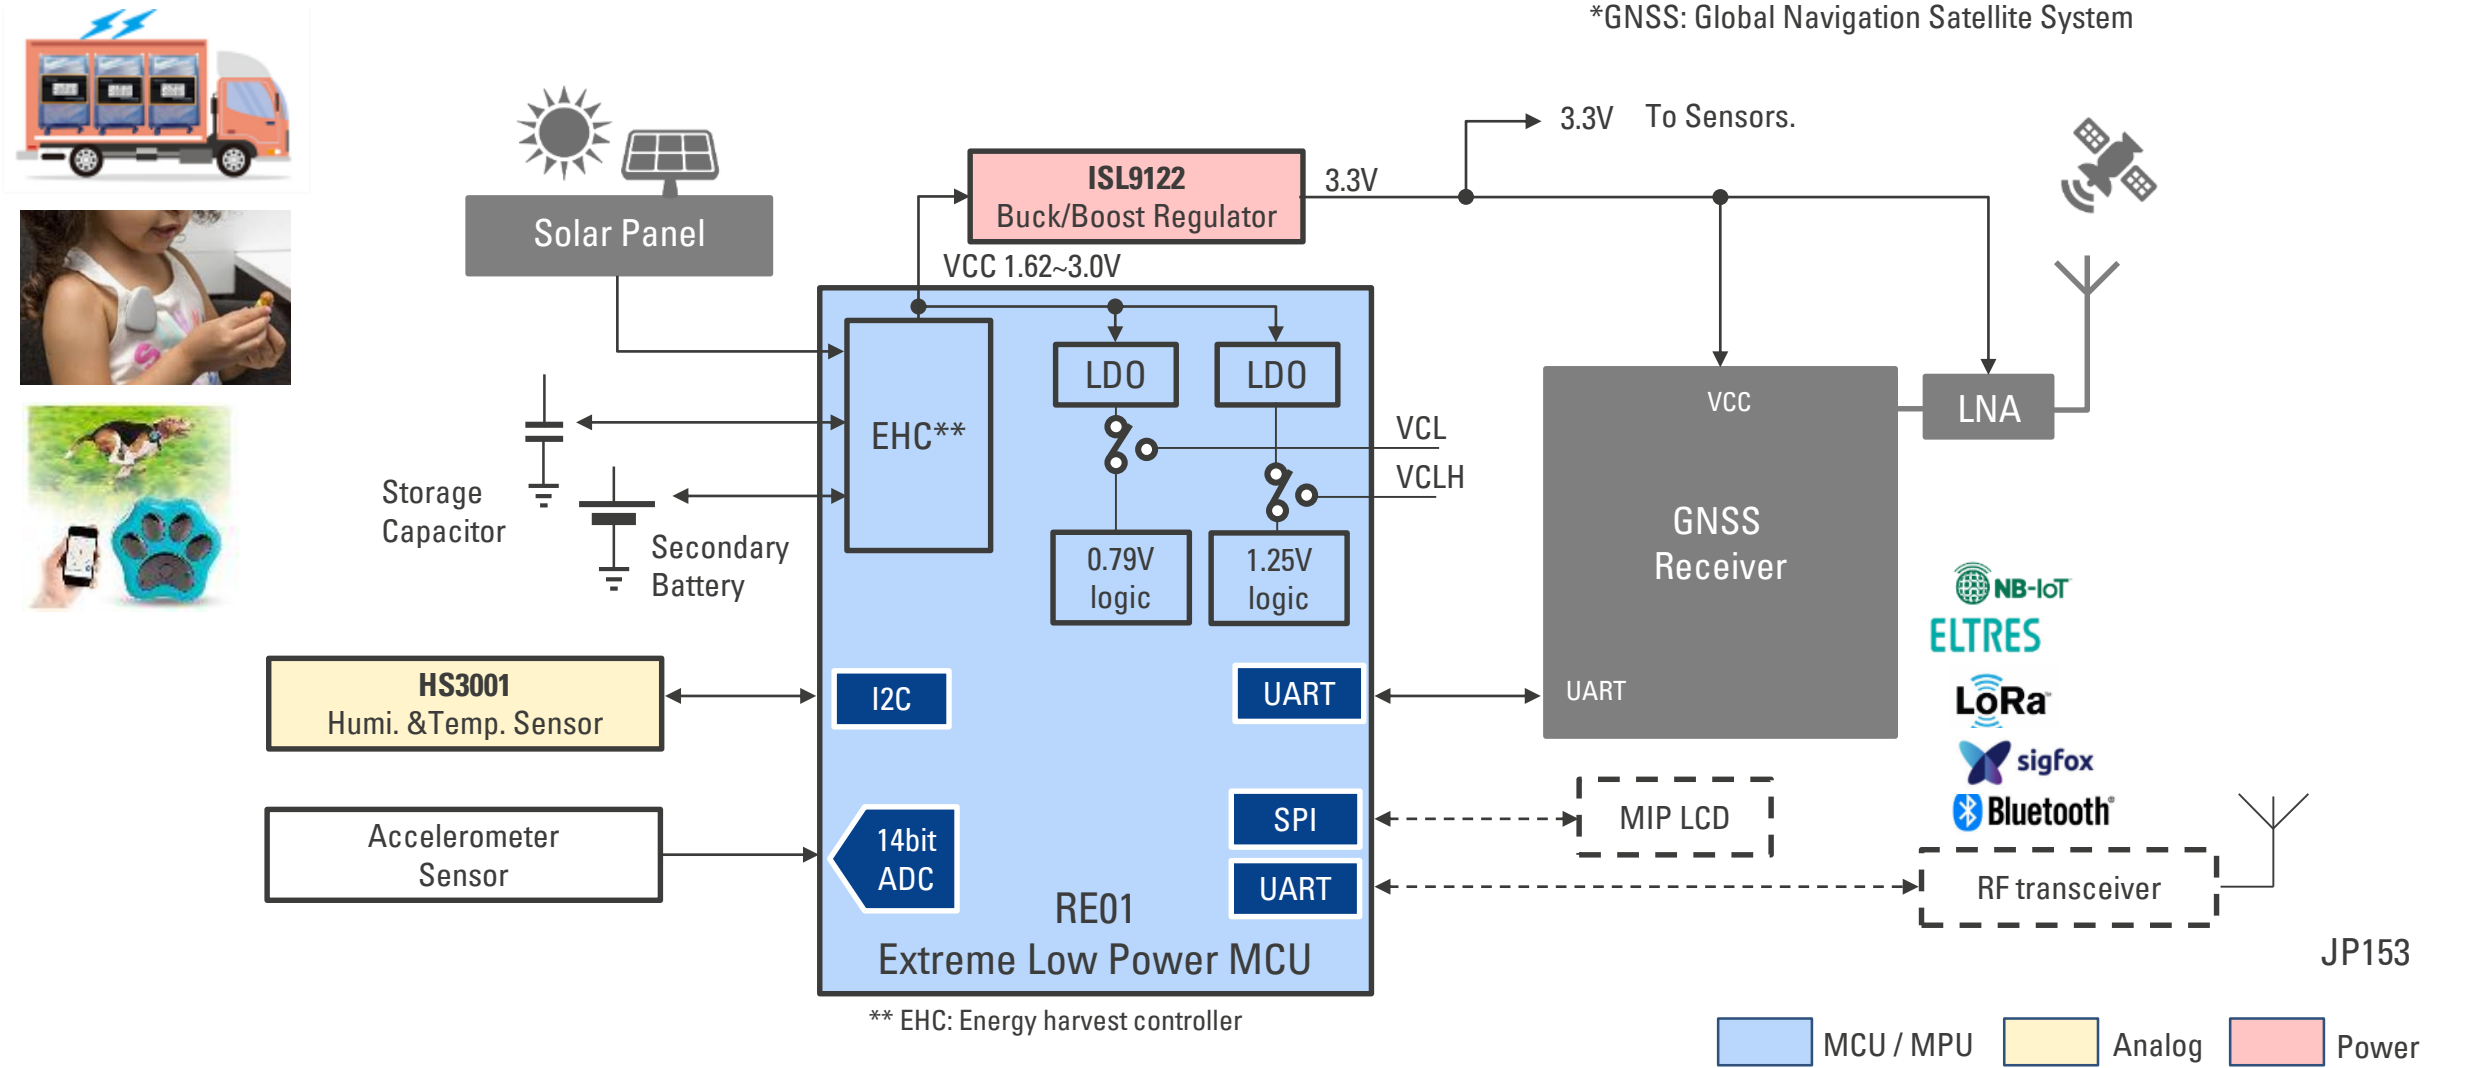 *GNSS: Global Navigation Satellite System
3.3V To Sensors.
ISL9122
Buck/Boost Regulator
3.3V
Solar Panel
VCC 1.62~3.0V
LDO
LDO
VCC
LNA
EHC**
VCL
VCLH
Storage
Capacitor
Secondary
Battery
0.79V
logic
1.25V
logic
GNSS
Receiver
NB-IoT
ELTRES
HS3001
Humi. &Temp. Sensor
I2C
UART
UART
LoRa
sigfox
Bluetooth
Accelerometer
Sensor
14bit
ADC
SPI
MIP LCD
UART
RF transceiver
RE01
Extreme Low Power MCU
JP153
** EHC: Energy harvest controller
MCU / MPU
Analog
Power